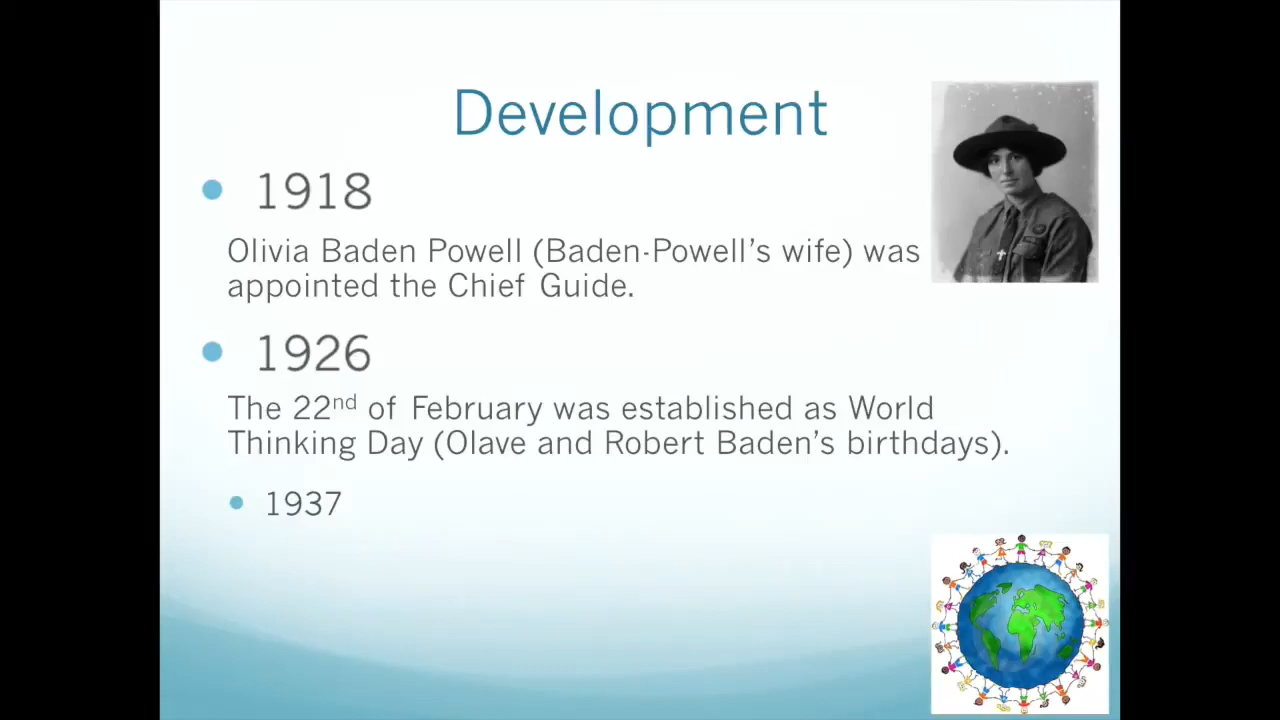 Development
1918
Olivia Baden Powell (Baden-Powell’s wife) was
appointed the Chief Guide.
1926
The 22nd of February was established as World
Thinking Day (Olave and Robert Baden’s birthdays).
1937